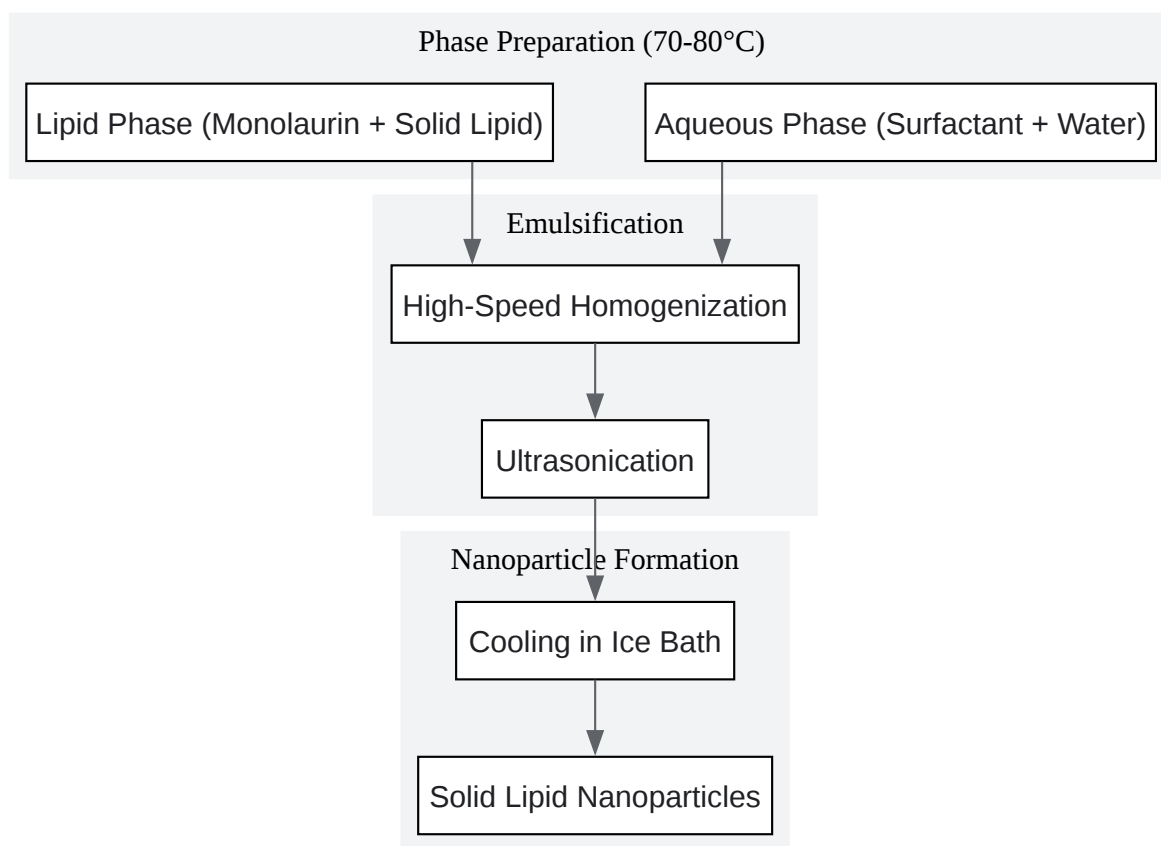 Phase Preparation (70-80°C)
Lipid Phase (Monolaurin + Solid Lipid)
Aqueous Phase (Surfactant + Water)
Emulsification
High-Speed Homogenization
Ultrasonication
Nanoparticle Formation
Cooling in Ice Bath
Solid Lipid Nanoparticles